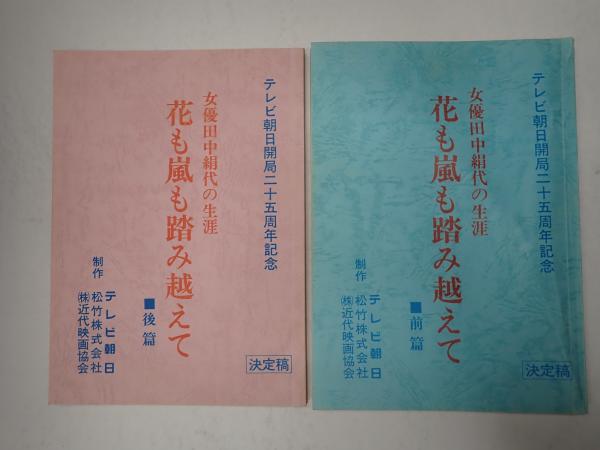 テレビ朝日開局二十五周年記念
女優田中絹代の生涯
花も嵐も踏み越えて
■前篇
制作
テレビ朝日
松竹株式会社
㈱近代映画協会
決定稿
テレビ朝日開局二十五周年記念
女優田中絹代の生涯
花も嵐も踏み越えて
■後篇
制作
テレビ朝日
松竹株式会社
㈱近代映画協会
決定稿